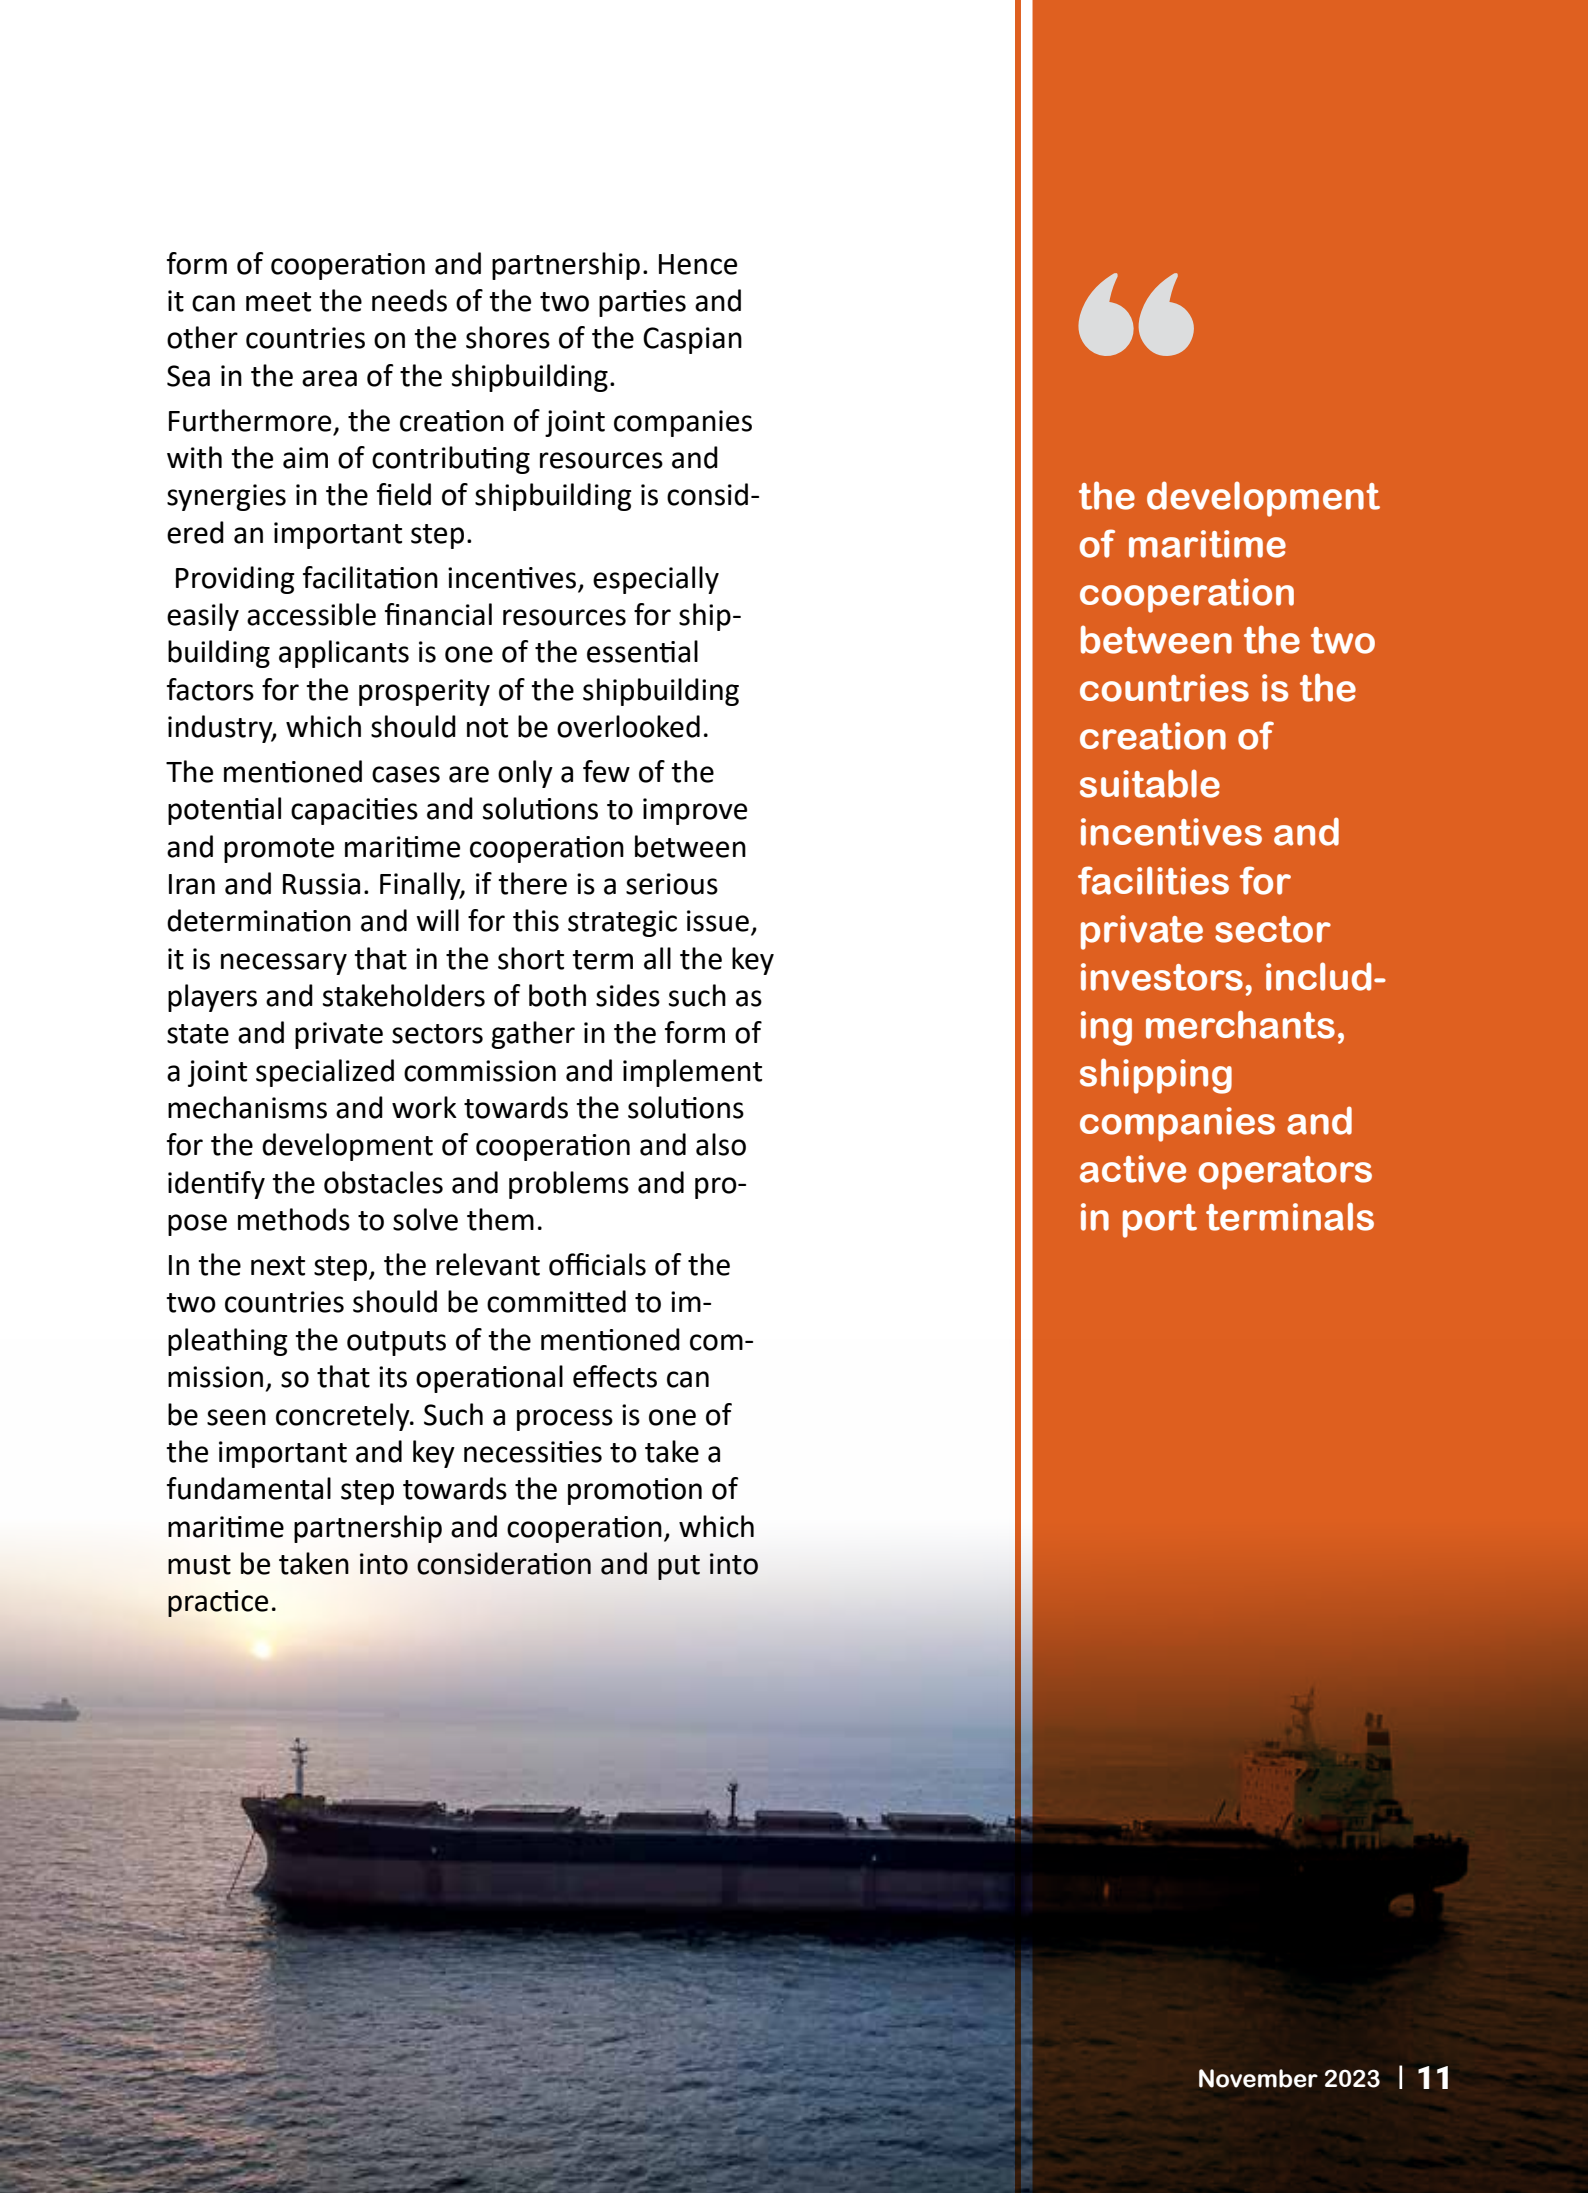 form of cooperation and partnership. Hence
it can meet the needs of the two parties and
other countries on the shores of the Caspian
Sea in the area of the shipbuilding.
Furthermore, the creation of joint companies
with the aim of contributing resources and
synergies in the field of shipbuilding is consid-
ered an important step.
Providing facilitation incentives, especially
easily accessible financial resources for ship-
building applicants is one of the essential
factors for the prosperity of the shipbuilding
industry, which should not be overlooked.
The mentioned cases are only a few of the
potential capacities and solutions to improve
and promote maritime cooperation between
Iran and Russia. Finally, if there is a serious
determination and will for this strategic issue,
it is necessary that in the short term all the key
players and stakeholders of both sides such as
state and private sectors gather in the form of
a joint specialized commission and implement
mechanisms and work towards the solutions
for the development of cooperation and also
identify the obstacles and problems and pro-
pose methods to solve them.
In the next step, the relevant officials of the
two countries should be committed to im-
pleathing the outputs of the mentioned com-
mission, so that its operational effects can
be seen concretely. Such a process is one of
the important and key necessities to take a
fundamental step towards the promotion of
maritime partnership and cooperation, which
must be taken into consideration and put into
practice.
“
the development
of maritime
cooperation
between the two
countries is the
creation of
suitable
incentives and
facilities for
private sector
investors, includ-
ing merchants,
shipping
companies and
active operators
in port terminals
November 2023 | 11